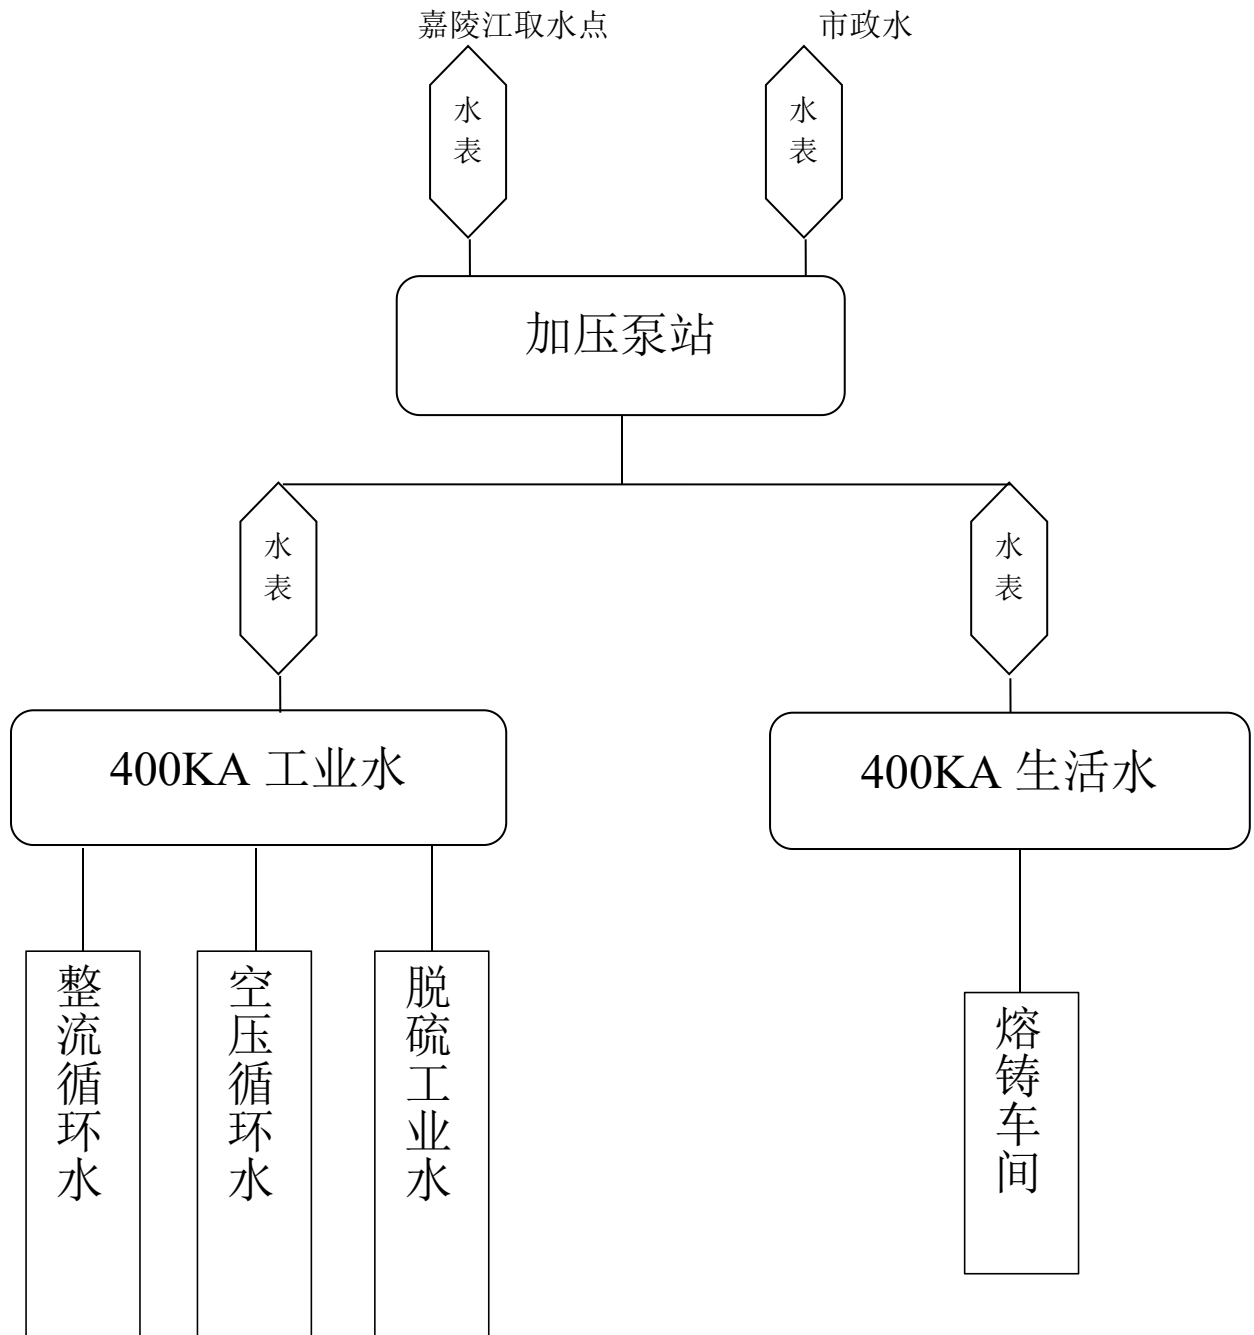 嘉陵江取水点
市政水
水
表
水
表
加压泵站
水
表
水
表
400KA 工业水
400KA 生活水
整流循环水
空压循环水
脱硫工业水
熔铸车间